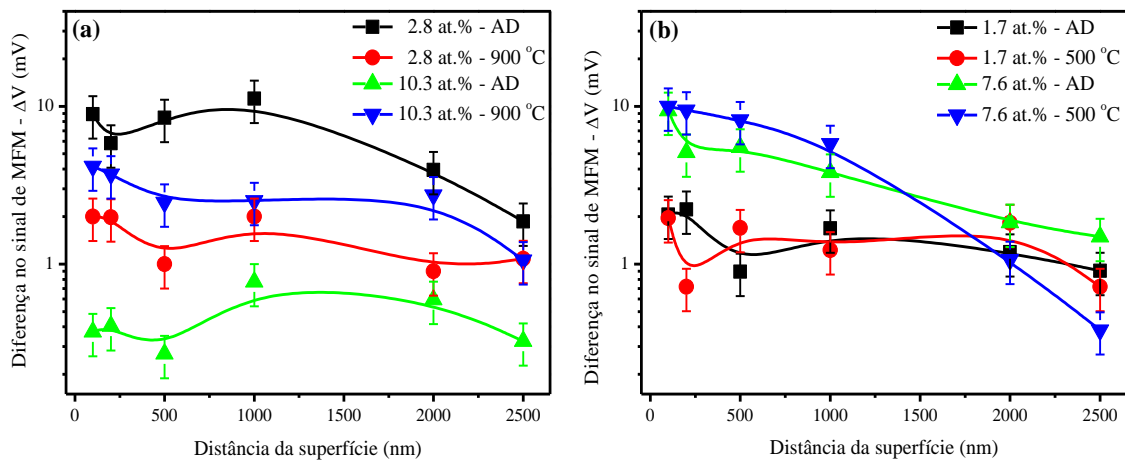 (a)
2.8 at.% - AD
2.8 at.% - 900 °C
10.3 at.% - AD
10.3 at.% - 900 °C
10
1
Diferença no sinal de MFM - ΔV (mV)
0 500 1000 1500 2000 2500
Distância da superfície (nm)
(b)
1.7 at.% - AD
1.7 at.% - 500 °C
7.6 at.% - AD
7.6 at.% - 500 °C
10
1
Diferença no sinal de MFM - ΔV (mV)
0 500 1000 1500 2000 2500
Distância da superfície (nm)